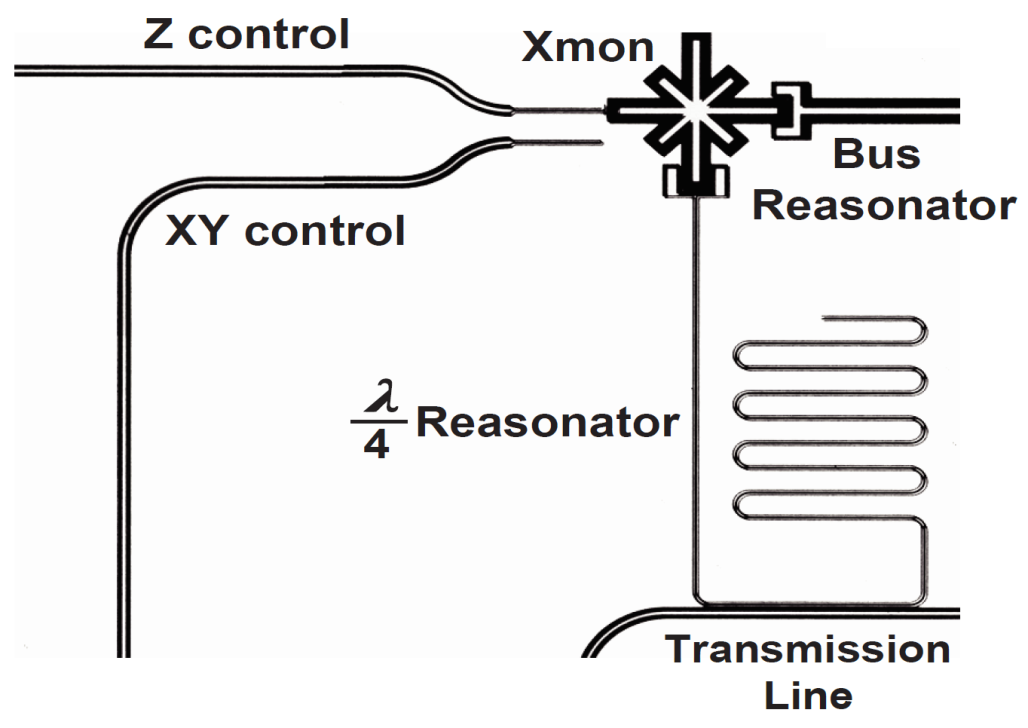 Z control
Xmon
Bus
Reasonator
XY control
λ
4
Reasonator
Transmission
Line